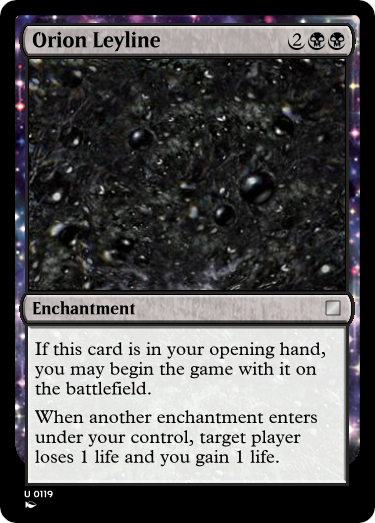 Orion Leyline 2
Enchantment
If this card is in your opening hand,
you may begin the game with it on
the battlefield.
When another enchantment enters
under your control, target player
loses 1 life and you gain 1 life.
U 0119